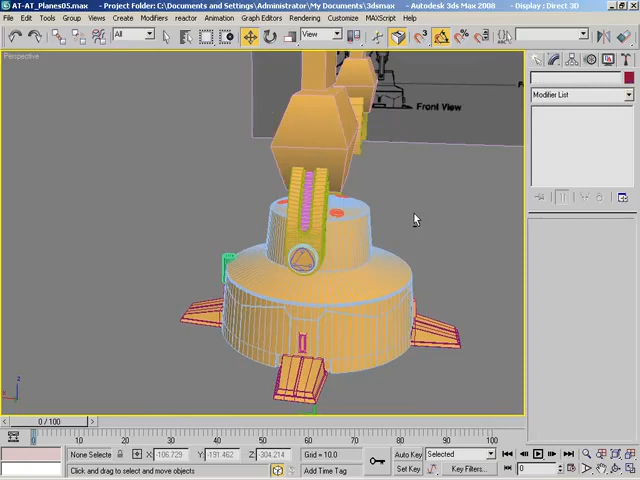 AT-AT_Planes05.max - Project Folder: C:\Documents and Settings\Administrator\My Documents\3dsmax - Autodesk 3ds Max 2008 - Display : Direct 3D
File Edit Tools Group Views Create Modifiers reactor Animation Graph Editors Rendering Customize MAXScript Help
All View
Perspective
Front View
Modifier List
0 / 100
0 10 20 30 40 50 60 70 80 90 100
None Selecte X: -106.729 Y: -191.462 Z: -304.214 Grid = 10.0 Auto Key Selected
Click and drag to select and move objects Add Time Tag Set Key Key Filters... 0